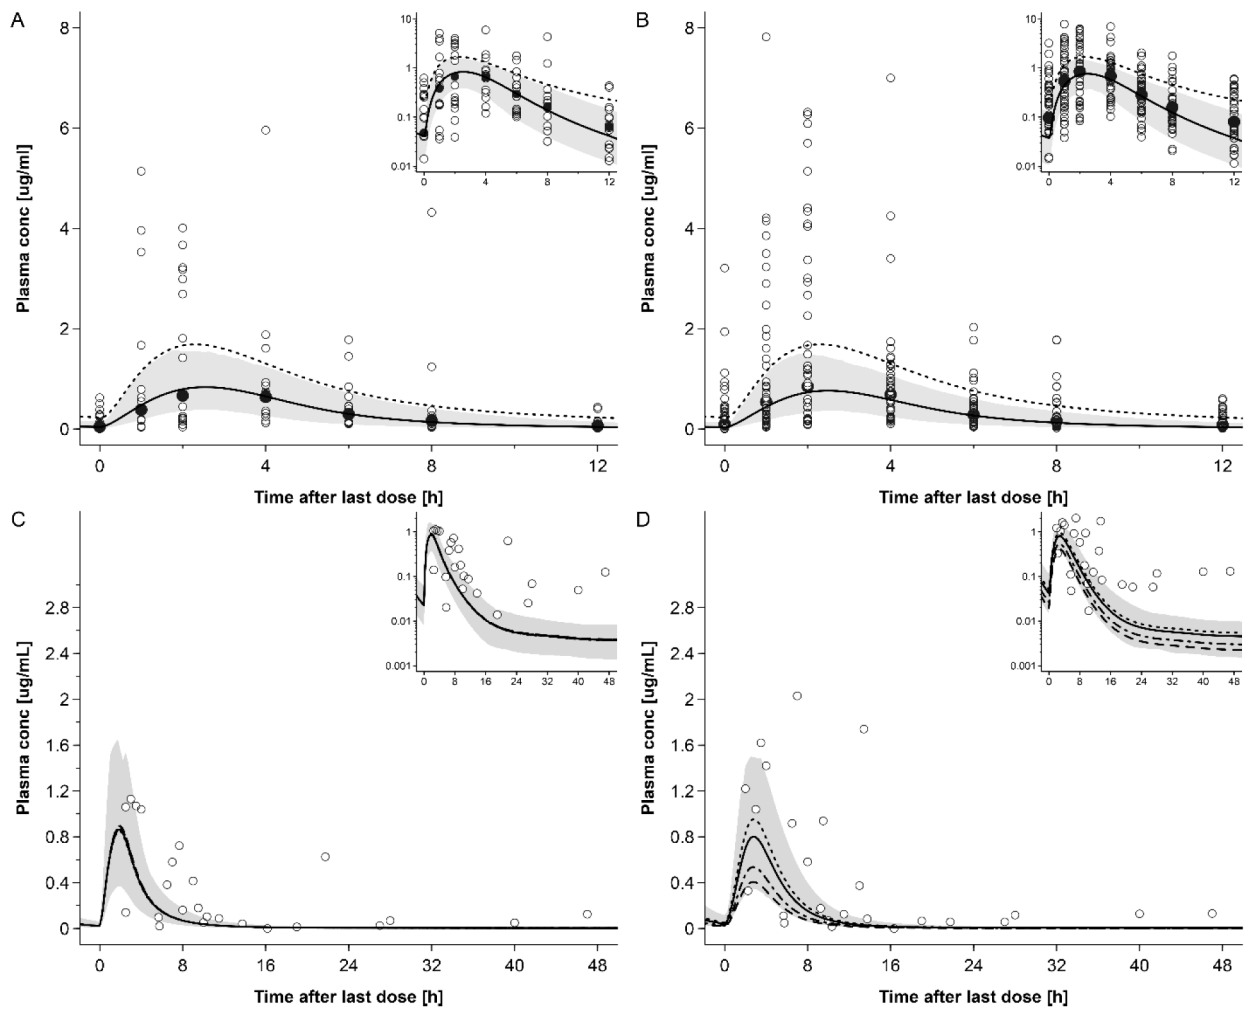 A
B
8
6
4
2
0
Plasma conc [ug/ml]
0 4 8 12
Time after last dose [h]
10
1
0.1
0.01
0 4 8 12
8
6
4
2
0
Plasma conc [ug/ml]
0 4 8 12
Time after last dose [h]
10
1
0.1
0.01
0 4 8 12
C
D
2.8
2.4
2
1.6
1.2
0.8
0.4
0
Plasma conc [ug/mL]
0 8 16 24 32 40 48
Time after last dose [h]
1
0.1
0.01
0.001
0 8 16 24 32 40 48
2.8
2.4
2
1.6
1.2
0.8
0.4
0
Plasma conc [ug/mL]
0 8 16 24 32 40 48
Time after last dose [h]
1
0.1
0.01
0.001
0 8 16 24 32 40 48